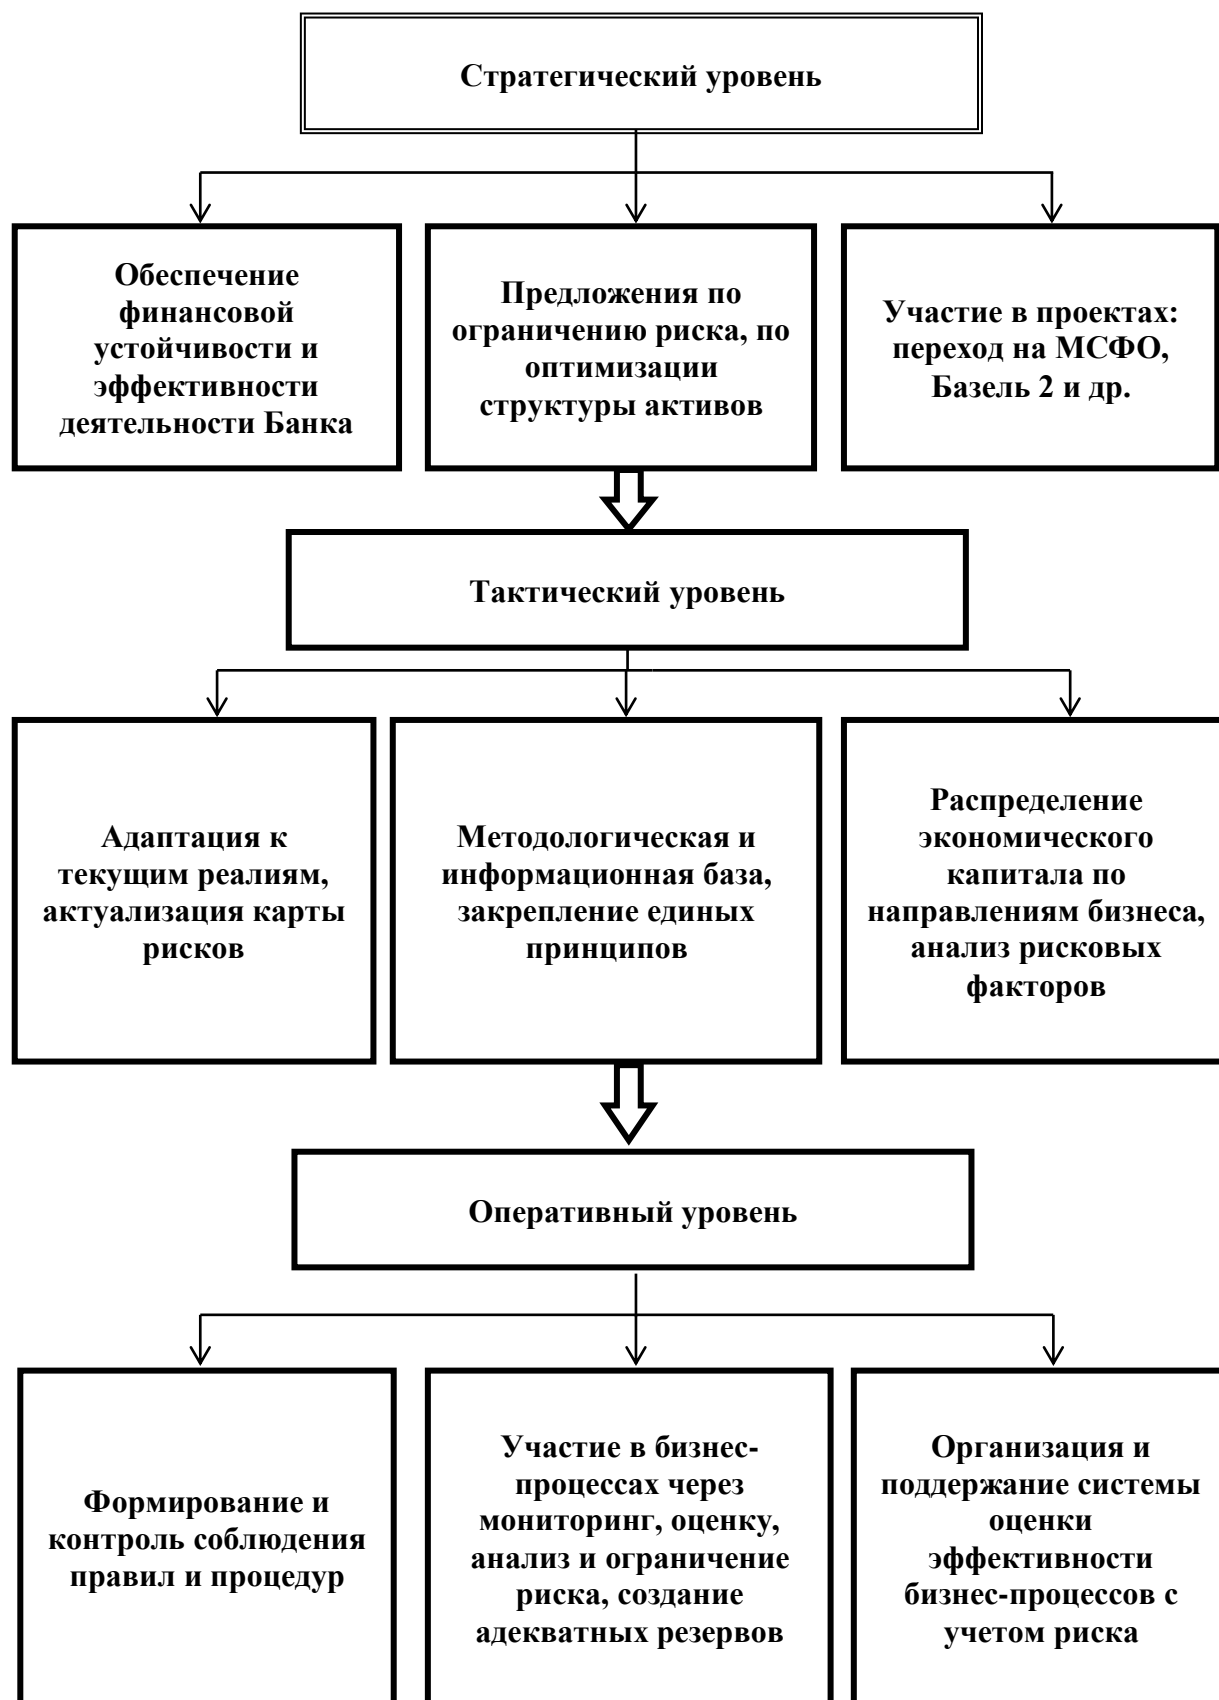 Стратегический уровень
Обеспечение
финансовой
устойчивости и
эффективности
деятельности Банка
Предложения по
ограничению риска, по
оптимизации
структуры активов
Участие в проектах:
переход на МСФО,
Базель 2 и др.
Тактический уровень
Адаптация к
текущим реалиям,
актуализация карты
рисков
Методологическая и
информационная база,
закрепление единых
принципов
Распределение
экономического
капитала по
направлениям бизнеса,
анализ рисковых
факторов
Оперативный уровень
Формирование и
контроль соблюдения
правил и процедур
Участие в бизнес-
процессах через
мониторинг, оценку,
анализ и ограничение
риска, создание
адекватных резервов
Организация и
поддержание системы
оценки
эффективности
бизнес-процессов с
учетом риска